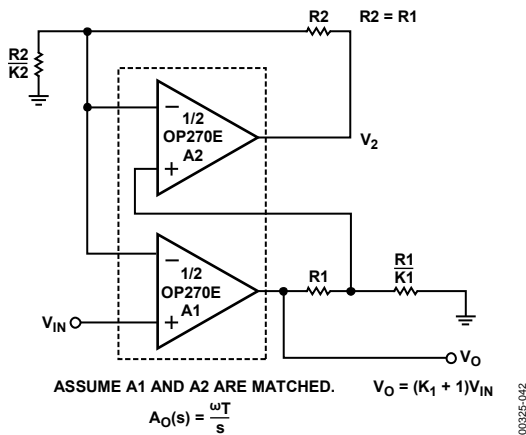 R2
R2 = R1
R2
K2
−
1/2
OP270E
A2
+
V2
−
1/2
OP270E
A1
+
R1
R1
K1
VIN
VO
ASSUME A1 AND A2 ARE MATCHED.
AO(s) = ωT
s
VO = (K1 + 1)VIN
00325-042